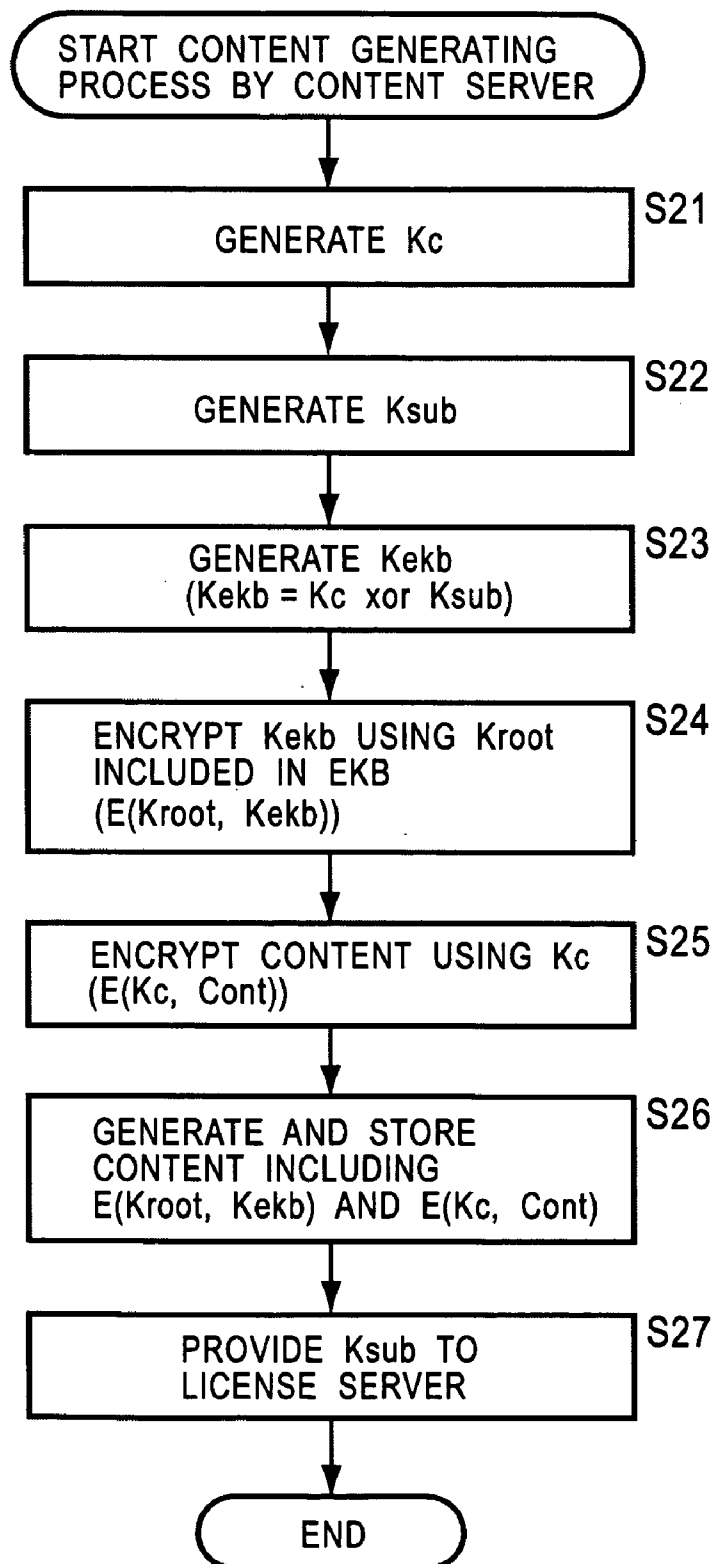 START CONTENT GENERATING
PROCESS BY CONTENT SERVER
S21
GENERATE Kc
S22
GENERATE Ksub
S23
GENERATE Kekb
(Kekb = Kc xor Ksub)
S24
ENCRYPT Kekb USING Kroot
INCLUDED IN EKB
(E(Kroot, Kekb))
S25
ENCRYPT CONTENT USING Kc
(E(Kc, Cont))
S26
GENERATE AND STORE
CONTENT INCLUDING
E(Kroot, Kekb) AND E(Kc, Cont)
S27
PROVIDE Ksub TO
LICENSE SERVER
END